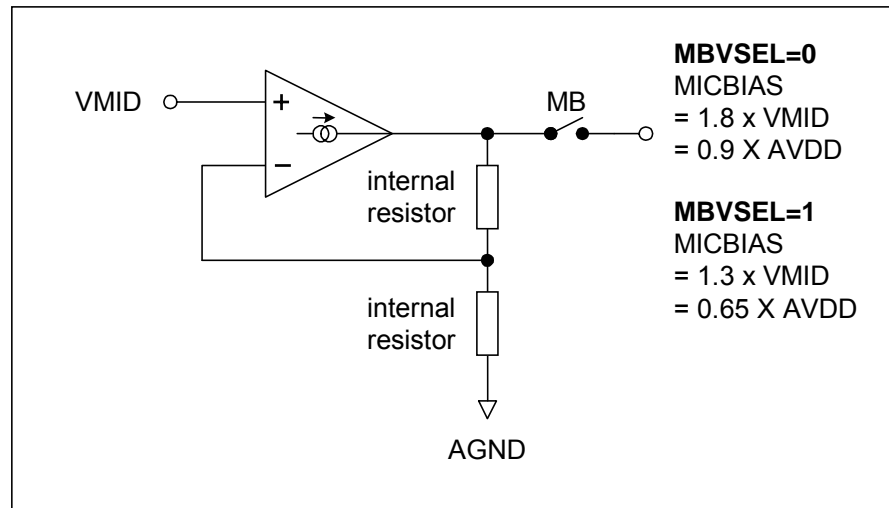 MBVSEL=0
MICBIAS
= 1.8 x VMID
= 0.9 X AVDD
VMID
+
−
MB
internal
resistor
MBVSEL=1
MICBIAS
= 1.3 x VMID
= 0.65 X AVDD
internal
resistor
AGND